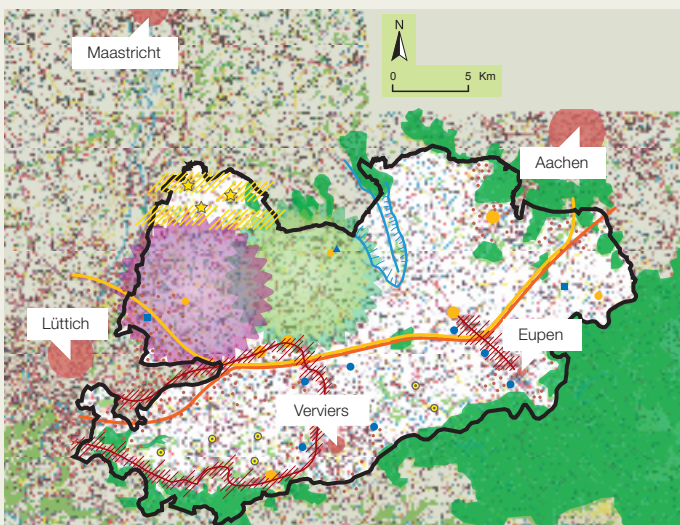 Maastricht
N
0 5 Km
Aachen
Lüttich
Eupen
Verviers